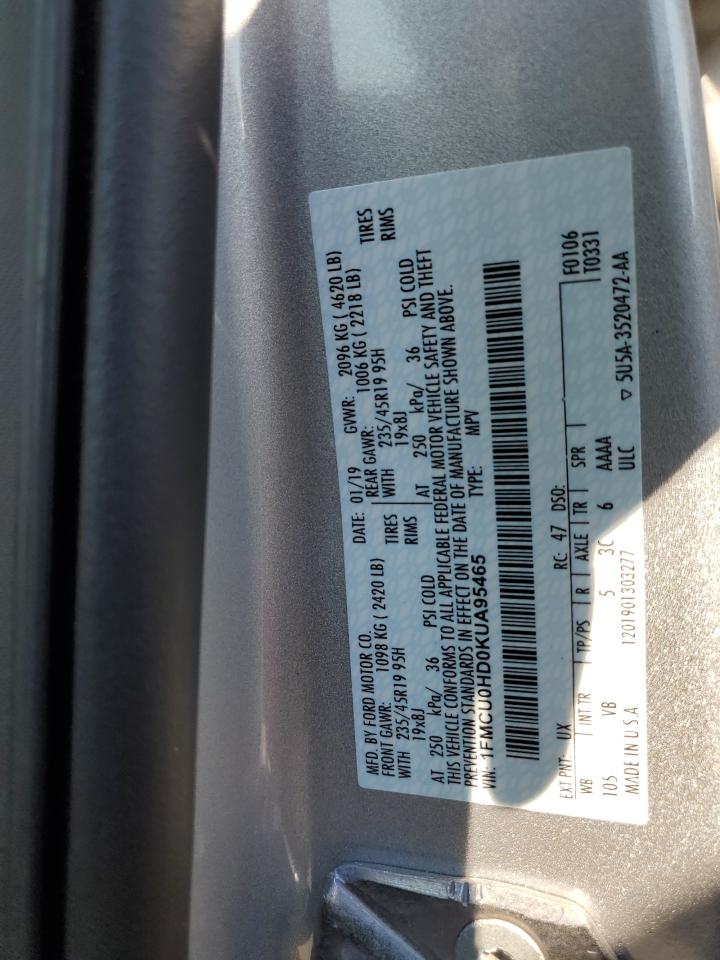 MFD. BY FORD MOTOR CO.
DATE: 01/19 GVWR: 2096 KG ( 4620 LB)
FRONT GAWR: 1098 KG ( 2420 LB) REAR GAWR: 1006 KG ( 2218 LB)
WITH 235/45R19 95H TIRES WITH 235/45R19 95H TIRES
19x8J RIMS 19x8J RIMS
AT 250 kPa/ 36 PSI COLD AT 250 kPa/ 36 PSI COLD
THIS VEHICLE CONFORMS TO ALL APPLICABLE FEDERAL MOTOR VEHICLE SAFETY AND THEFT
PREVENTION STANDARDS IN EFFECT ON THE DATE OF MANUFACTURE SHOWN ABOVE.
VIN: 1FMCU0HD0KUA95465 TYPE: MPV
EXT PNT: UX RC: 47 DSO: F0106
WB INT TR TP/PS R AXLE TR SPR T0331
105 VB 5 3C 6 AAAA
MADE IN U.S.A. 1201901303277 ULC ▽ 5U5A-3520472-AA